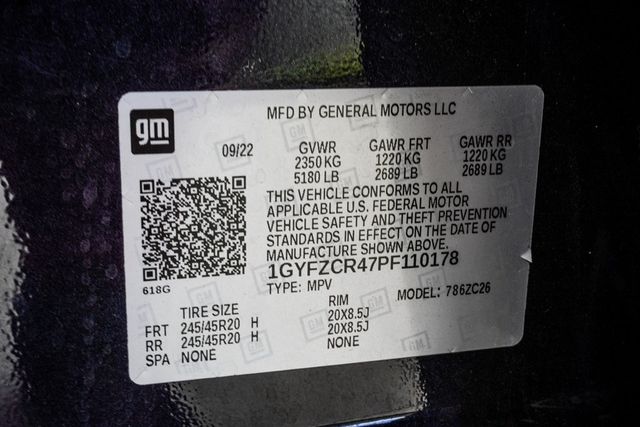 gm
MFD BY GENERAL MOTORS LLC
09/22 GVWR GAWR FRT GAWR RR
2350 KG 1220 KG 1220 KG
5180 LB 2689 LB 2689 LB
THIS VEHICLE CONFORMS TO ALL
APPLICABLE U.S. FEDERAL MOTOR
VEHICLE SAFETY AND THEFT PREVENTION
STANDARDS IN EFFECT ON THE DATE OF
MANUFACTURE SHOWN ABOVE.
1GYFZCR47PF110178
618G
TYPE: MPV MODEL: 786ZC26
TIRE SIZE RIM
FRT 245/45R20 H 20X8.5J
RR 245/45R20 H 20X8.5J
SPA NONE NONE